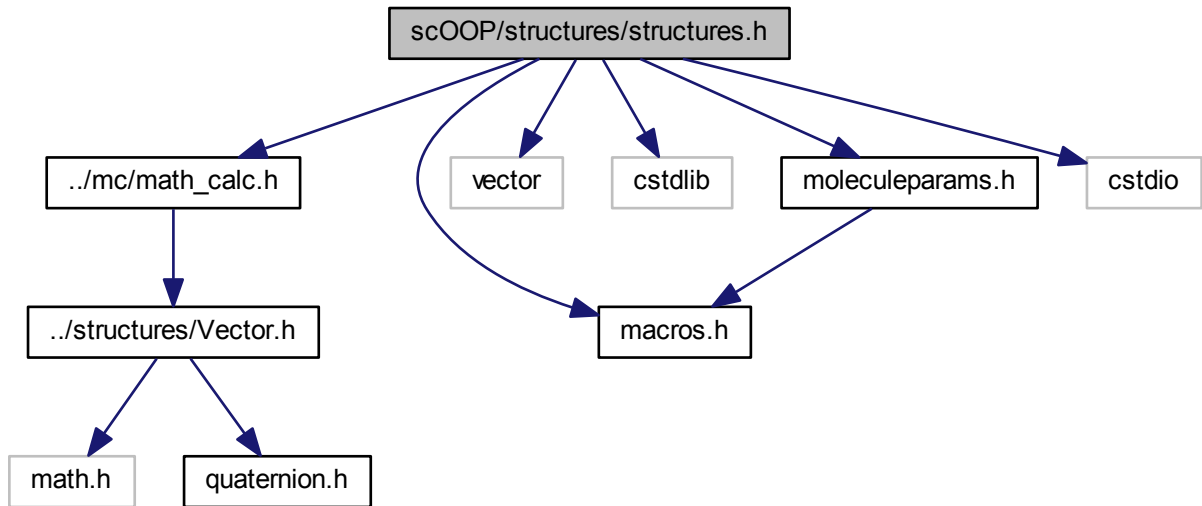 scOOP/structures/structures.h
../mc/math_calc.h
vector
cstdlib
moleculeparams.h
cstdio
../structures/Vector.h
macros.h
math.h
quaternion.h